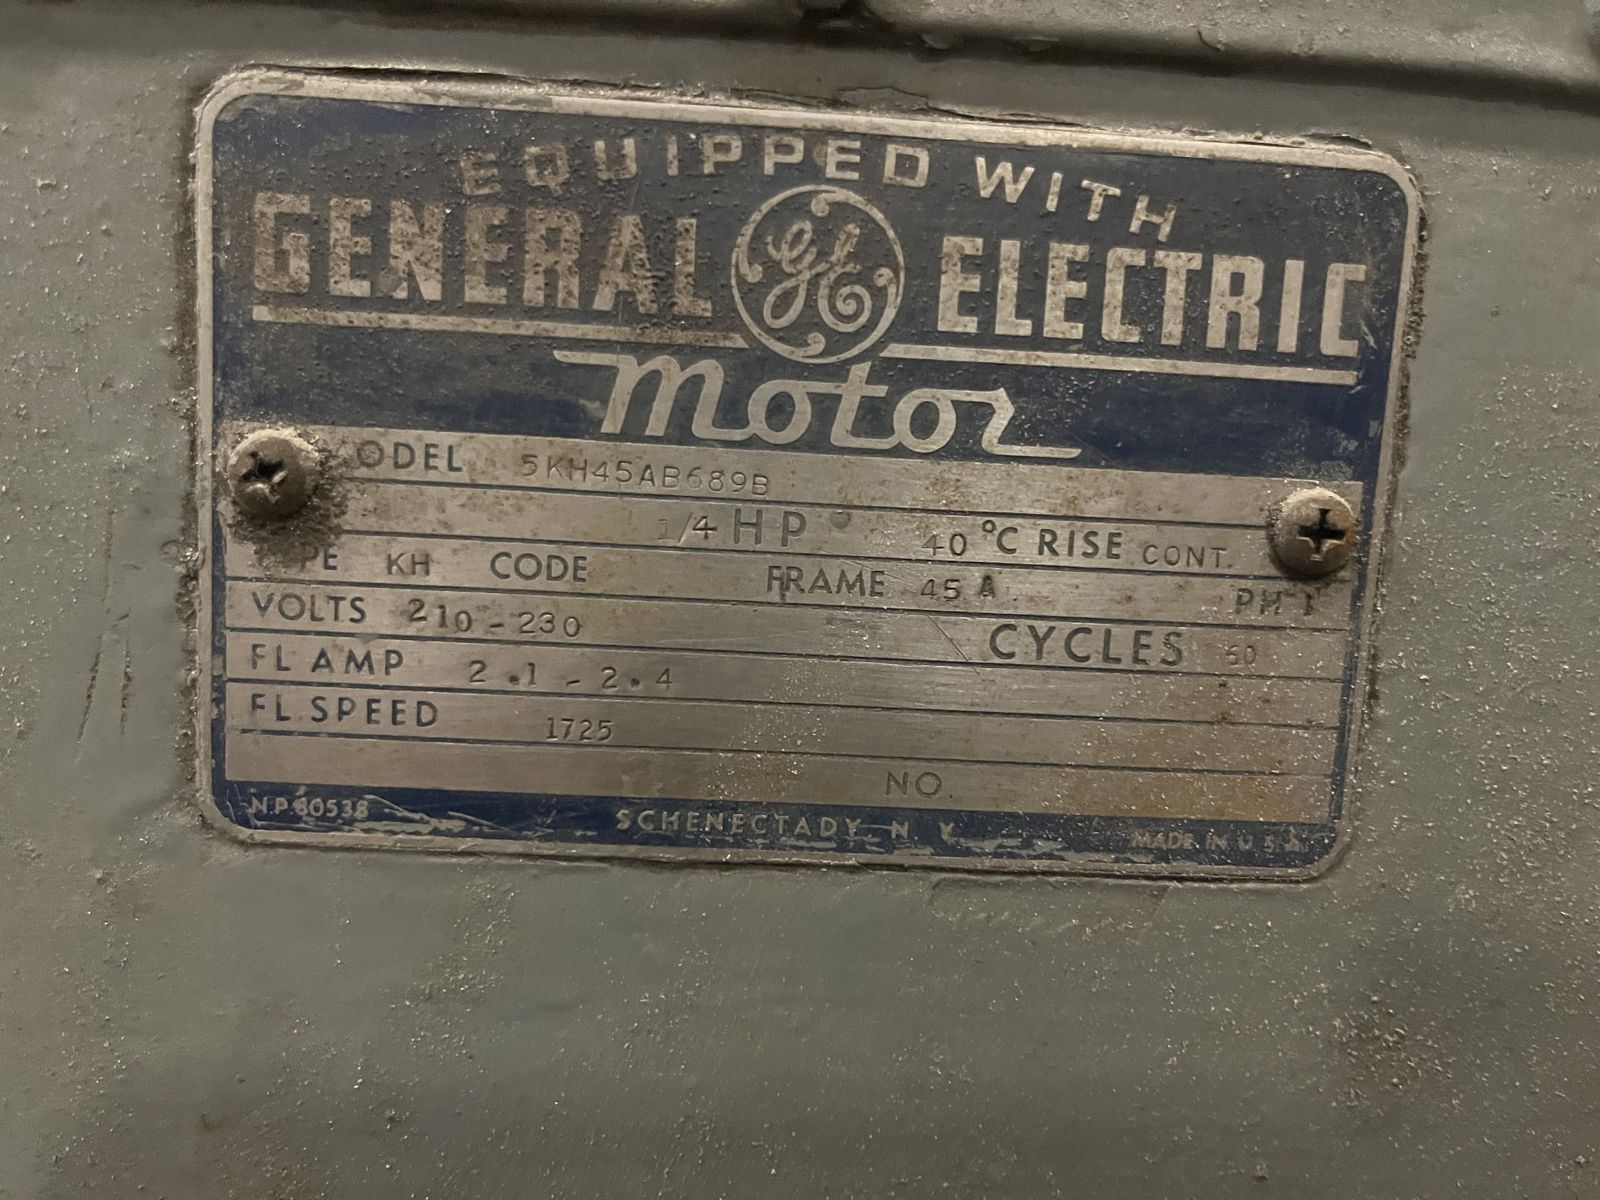 EQUIPPED WITH
GENERAL GE ELECTRIC
motor
ODEL 5KH45AB689B
1/4 HP 40 °C RISE CONT.
PE KH CODE FRAME 45 A PH 1
VOLTS 210-230 CYCLES 60
FL AMP 2.1-2.4
FL SPEED 1725
NO.
NP 60538 SCHENECTADY, N. Y. MADE IN U.S.A.